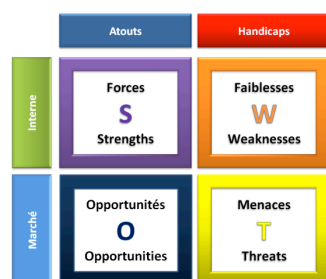 Atouts
Handicaps
Interne
Forces
S
Strengths
Faiblesses
W
Weaknesses
Marché
Opportunités
O
Opportunities
Menaces
T
Threats